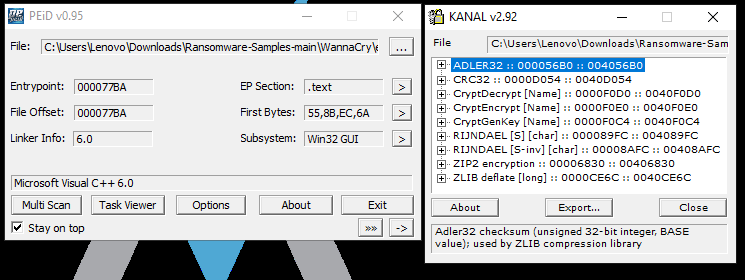 PEiD v0.95
File: C:\Users\Lenovo\Downloads\Ransomware-Samples-main\WannaCry\e ...
Entrypoint: 000077BA EP Section: .text >
File Offset: 000077BA First Bytes: 55,8B,EC,6A >
Linker Info: 6.0 Subsystem: Win32 GUI >
Microsoft Visual C++ 6.0
Multi Scan Task Viewer Options About Exit
Stay on top »» ->
KANAL v2.92
File C:\Users\Lenovo\Downloads\Ransomware-Sam
ADLER32 :: 000056B0 :: 004056B0
CRC32 :: 0000D054 :: 0040D054
CryptDecrypt [Name] :: 0000F0D0 :: 0040F0D0
CryptEncrypt [Name] :: 0000F0E0 :: 0040F0E0
CryptGenKey [Name] :: 0000F0C4 :: 0040F0C4
RIJNDAEL [S] [char] :: 000089FC :: 004089FC
RIJNDAEL [S-inv] [char] :: 00008AFC :: 00408AFC
ZIP2 encryption :: 00006830 :: 00406830
ZLIB deflate [long] :: 0000CE6C :: 0040CE6C
About Export... Close
Adler32 checksum (unsigned 32-bit integer, BASE
value); used by ZLIB compression library